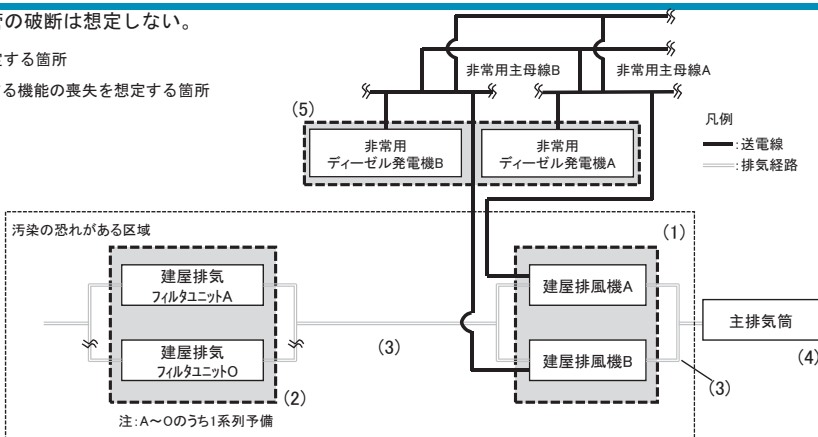 管の破断は想定しない。
定する箇所
る機能の喪失を想定する箇所
非常用主母線B
非常用主母線A
(5)
非常用
ディーゼル発電機B
非常用
ディーゼル発電機A
凡例
:送電線
:排気経路
汚染の恐れがある区域
(1)
建屋排気
フィルタユニットA
建屋排風機A
主排気筒
(3)
(4)
建屋排気
フィルタユニットO
建屋排風機B
(3)
(2)
注:A～Oのうち1系列予備